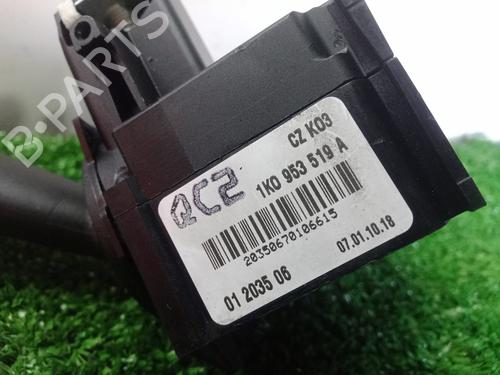 B-PARTS
QC2
CZ K03
1K0 953 519 A
20350670106615
01 2035 06
07.01.10.18